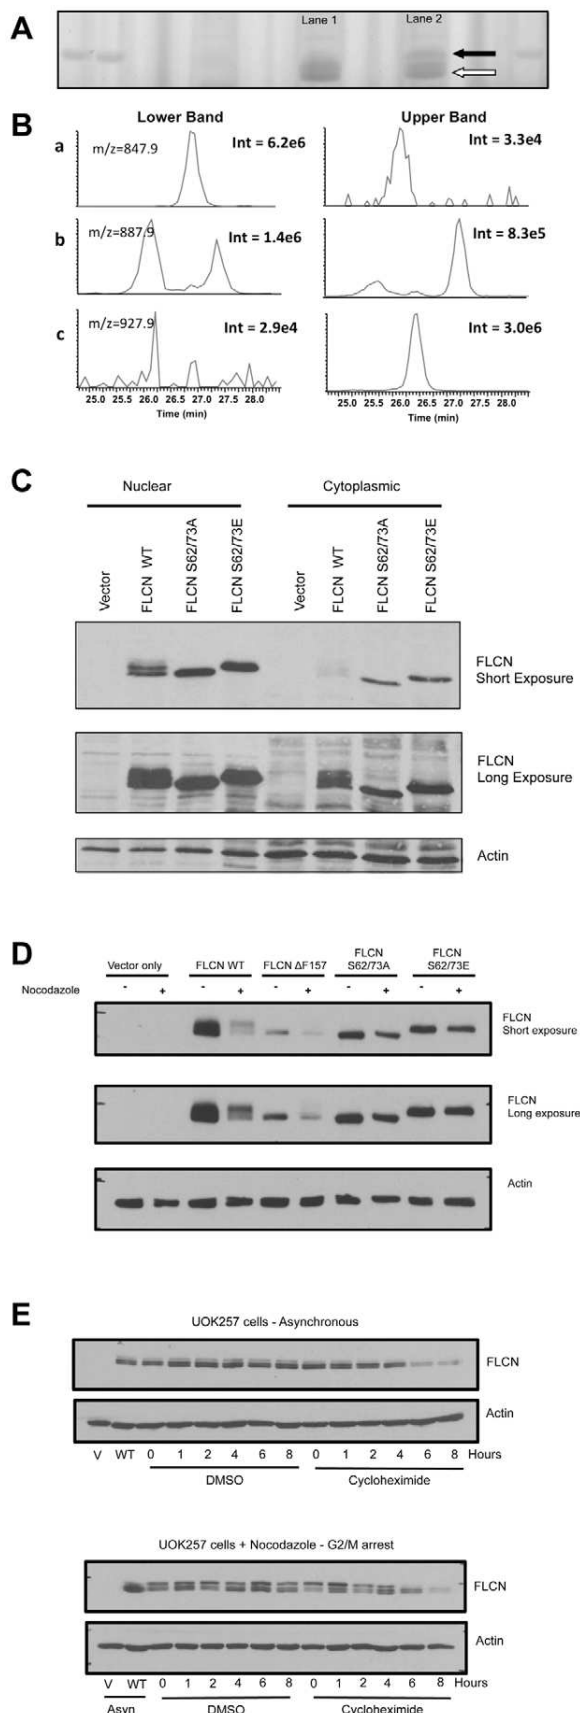 A
Lane 1 Lane 2
B
Lower Band Upper Band
a m/z=847.9 Int = 6.2e6 Int = 3.3e4
b m/z=887.9 Int = 1.4e6 Int = 8.3e5
c m/z=927.9 Int = 2.9e4 Int = 3.0e6
25.0 25.5 26.0 26.5 27.0 27.5 28.0 25.0 25.5 26.0 26.5 27.0 27.5 28.0
Time (min) Time (min)
C
Nuclear Cytoplasmic
Vector FLCN WT FLCN S62/73A FLCN S62/73E Vector FLCN WT FLCN S62/73A FLCN S62/73E
FLCN
Short Exposure
FLCN
Long Exposure
Actin
D
Vector only FLCN WT FLCN ΔF157 FLCN S62/73A FLCN S62/73E
Nocodazole - + - + - + - + - +
FLCN
Short exposure
FLCN
Long exposure
Actin
E
UOK257 cells - Asynchronous
FLCN
Actin
V WT 0 1 2 4 6 8 0 1 2 4 6 8 Hours
DMSO Cycloheximide
UOK257 cells + Nocodazole - G2/M arrest
FLCN
Actin
V WT 0 1 2 4 6 8 0 1 2 4 6 8 Hours
Asyn DMSO Cycloheximide